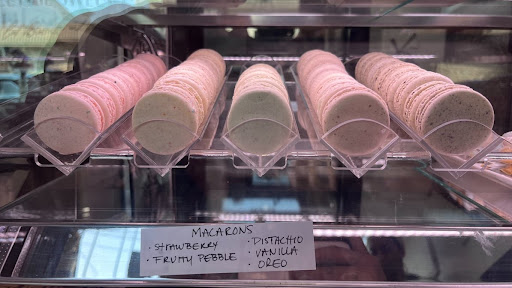 MACARONS
• STRAWBERRY
• FRUITY PEBBLE
• PISTACHIO
• VANILLA
• OREO